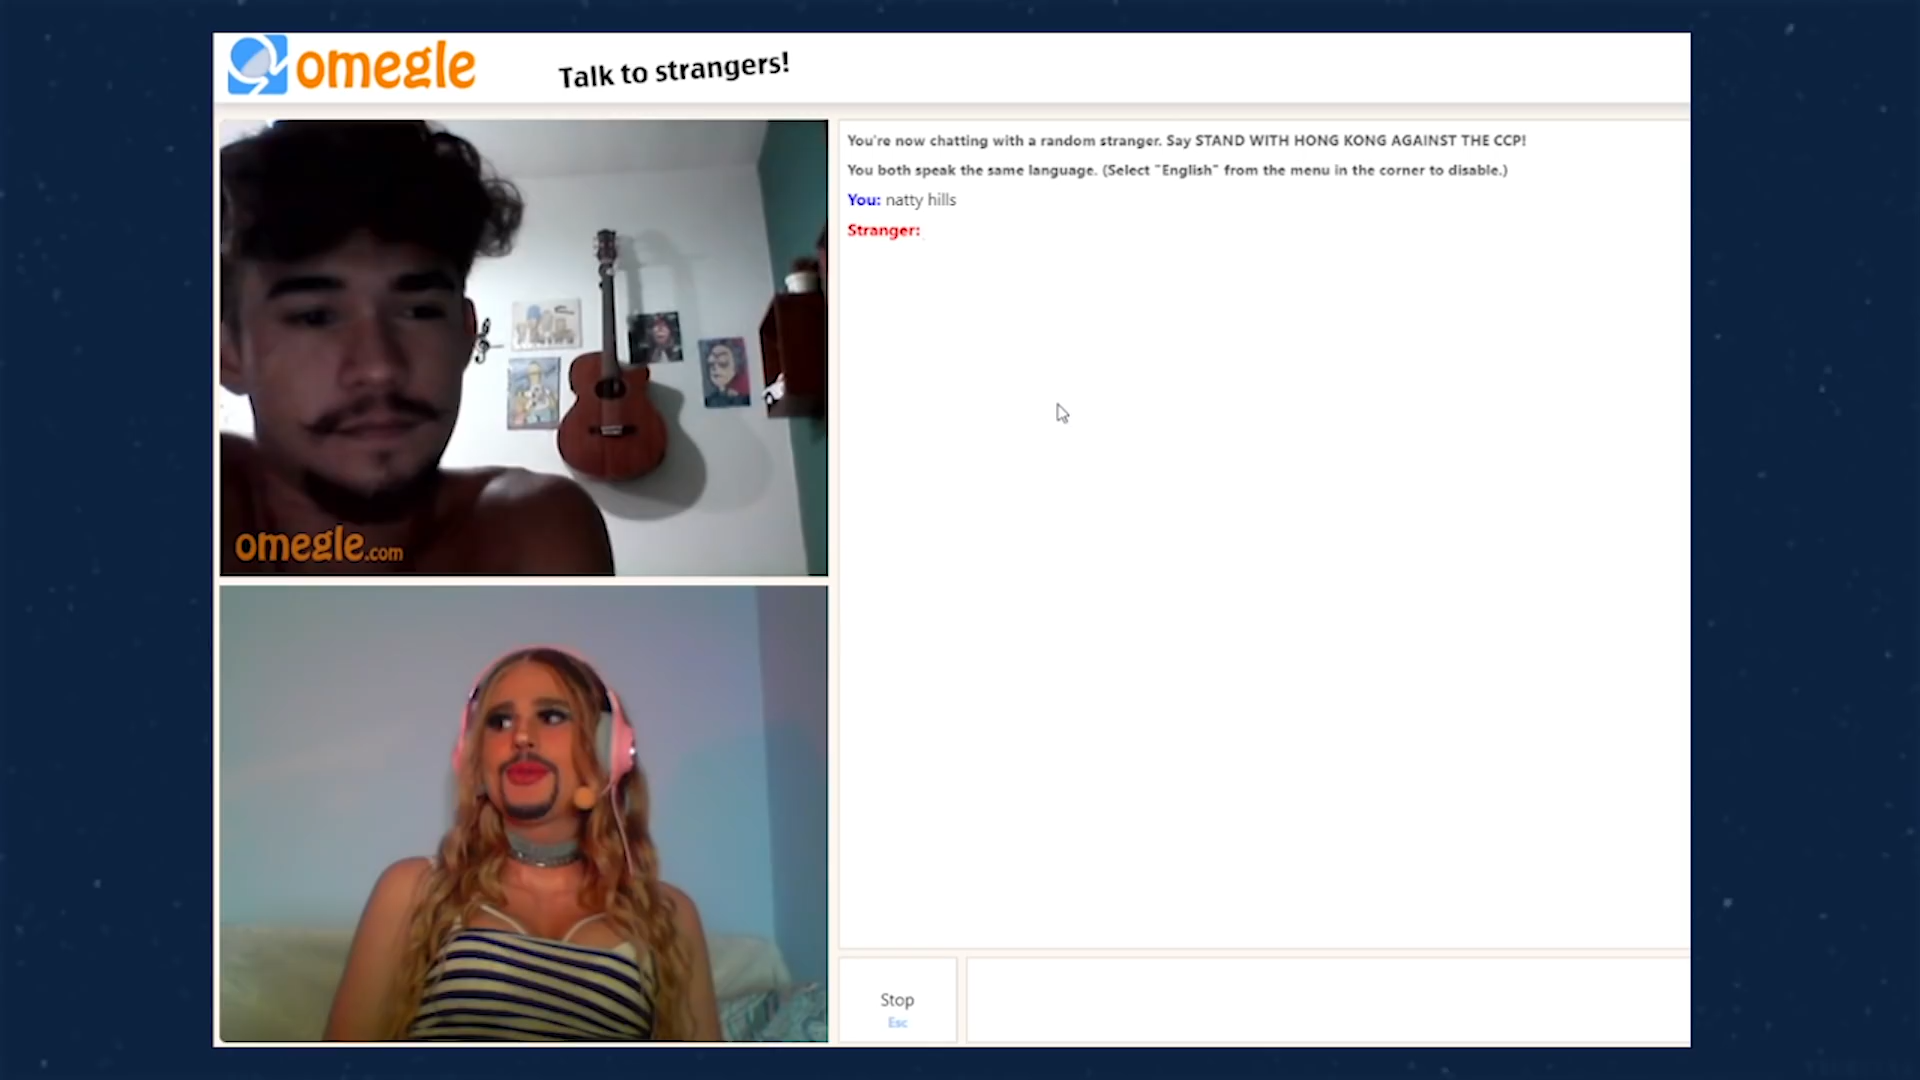 omegle
Talk to strangers!
You're now chatting with a random stranger. Say STAND WITH HONG KONG AGAINST THE CCP!
You both speak the same language. (Select "English" from the menu in the corner to disable.)
You: natty hills
Stranger:
omegle.com
Stop
Esc